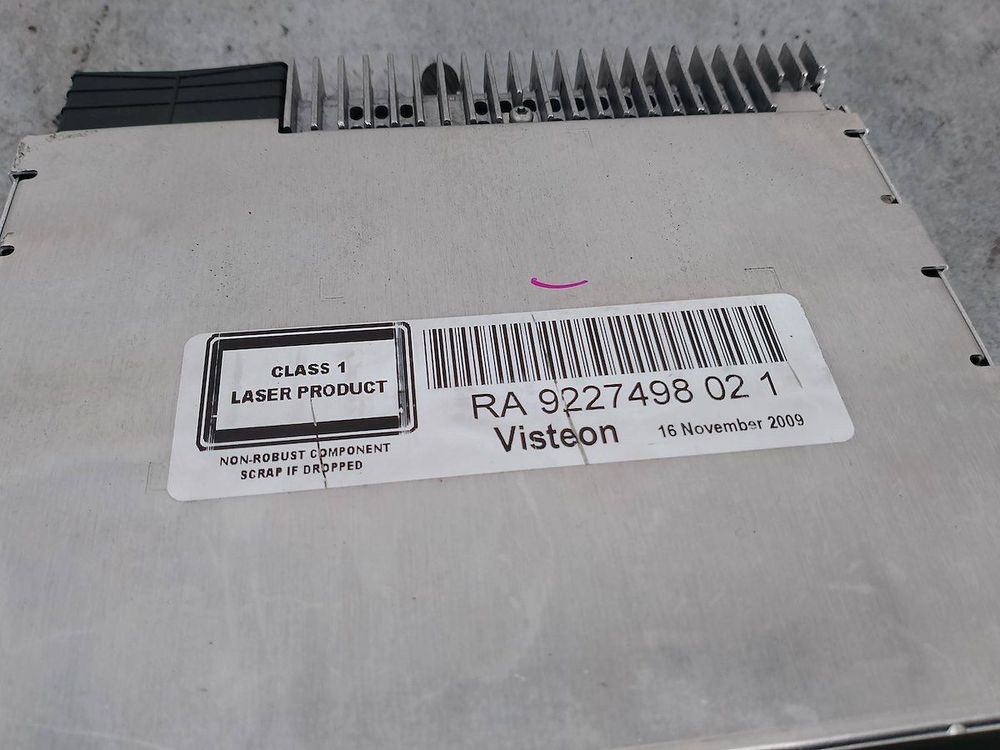 CLASS 1
LASER PRODUCT
NON-ROBUST COMPONENT
SCRAP IF DROPPED
RA 9227498 02 1
Visteon 16 November 2009